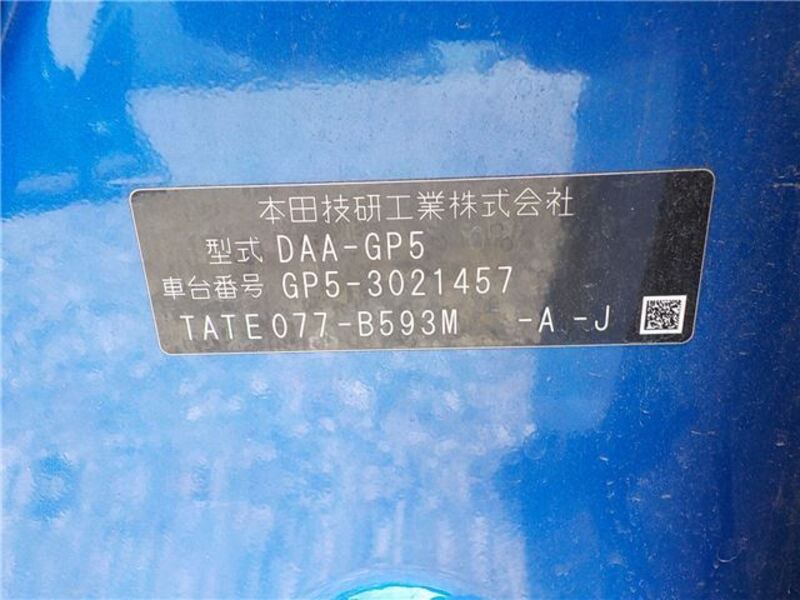 本田技研工業株式会社
型式 DAA-GP5
車台番号 GP5-3021457
TATE077-B593M -A-J